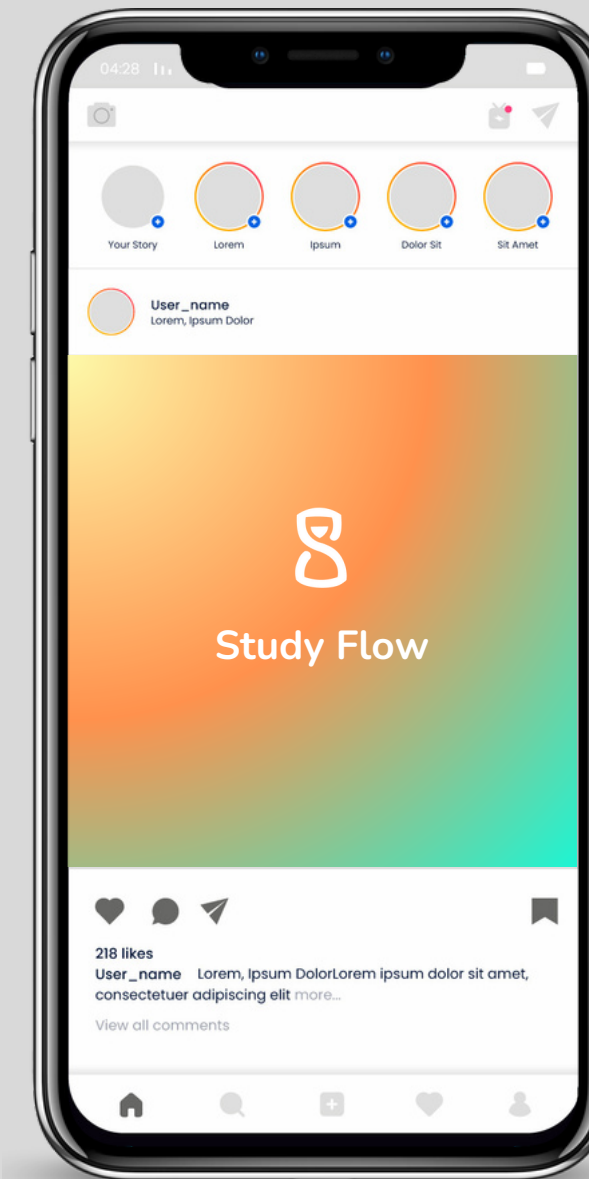 04:28
Your Story
Lorem
Ipsum
Dolor Sit
Sit Amet
User_name
Lorem, Ipsum Dolor
Study Flow
218 likes
User_name Lorem, Ipsum DolorLorem ipsum dolor sit amet,
consectetuer adipiscing elit more...
View all comments